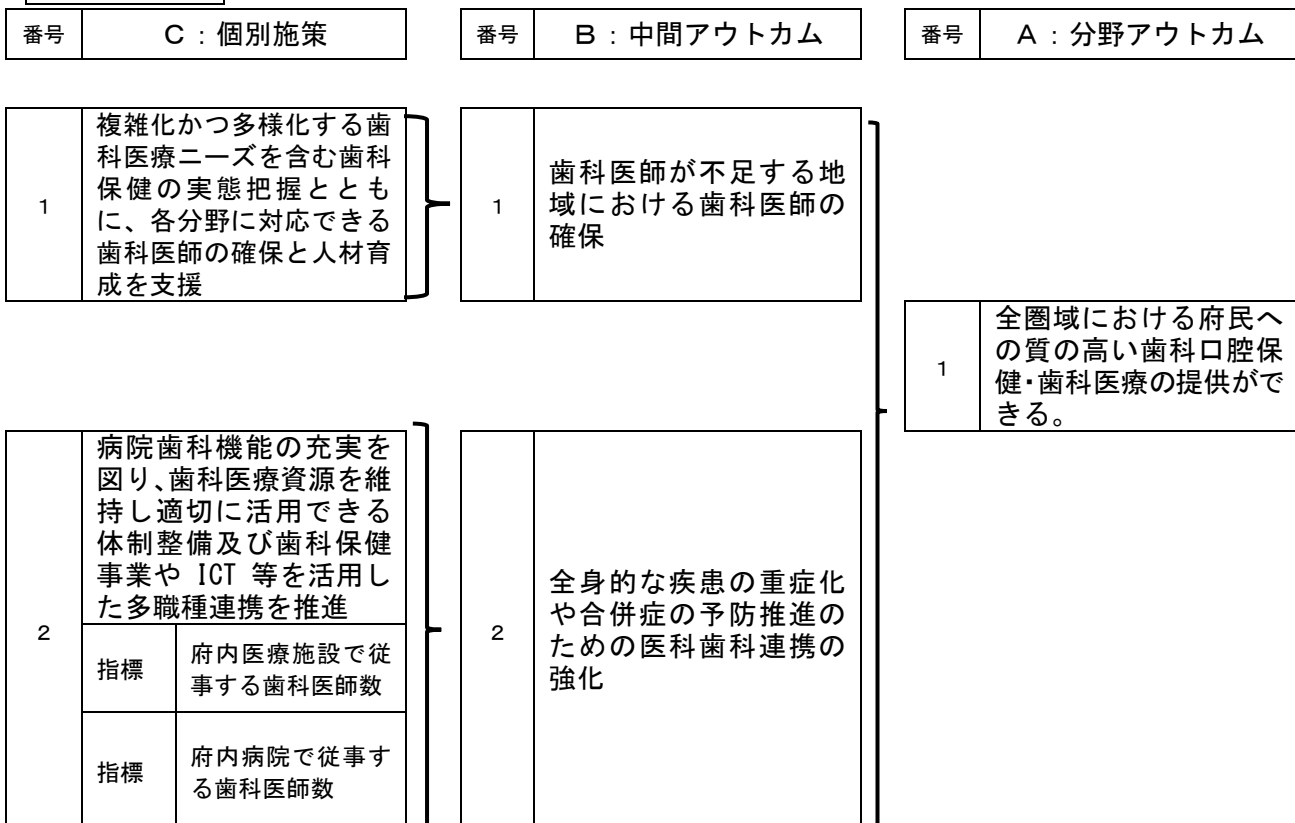 番号
C：個別施策
番号
B：中間アウトカム
番号
A：分野アウトカム
1
複雑化かつ多様化する歯
科医療ニーズを含む歯科
保健の実態把握ととも
に、各分野に対応できる
歯科医師の確保と人材育
成を支援
1
歯科医師が不足する地
域における歯科医師の
確保
1
全圏域における府民へ
の質の高い歯科口腔保
健・歯科医療の提供がで
きる。
2
病院歯科機能の充実を
図り、歯科医療資源を維
持し適切に活用できる
体制整備及び歯科保健
事業や ICT 等を活用し
た多職種連携を推進
指標
府内医療施設で従
事する歯科医師数
指標
府内病院で従事す
る歯科医師数
2
全身的な疾患の重症化
や合併症の予防推進の
ための医科歯科連携の
強化